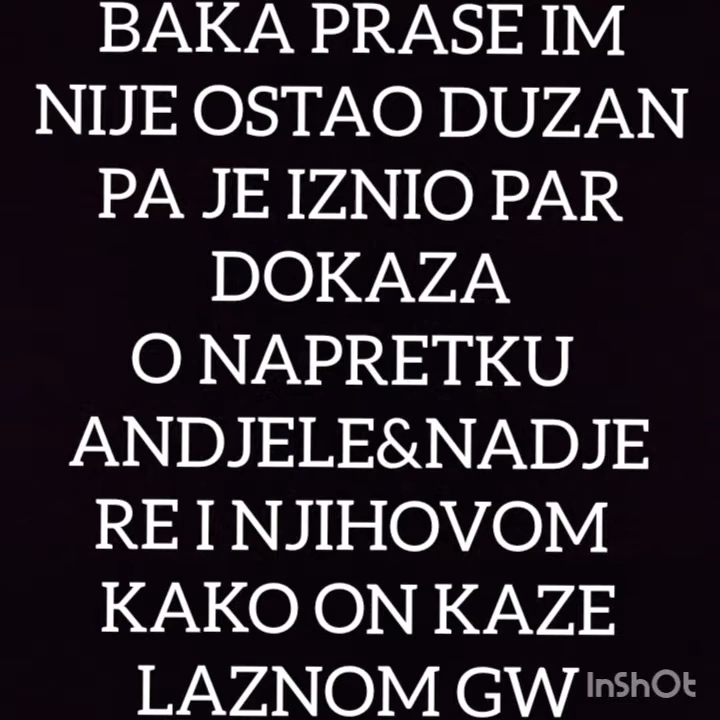 BAKA PRASE IM
NIJE OSTAO DUZAN
PA JE IZNIO PAR
DOKAZA
O NAPRETKU
ANDJELE&NADJE
RE I NJIHOVOM
KAKO ON KAZE
LAZNOM GW
InShOt